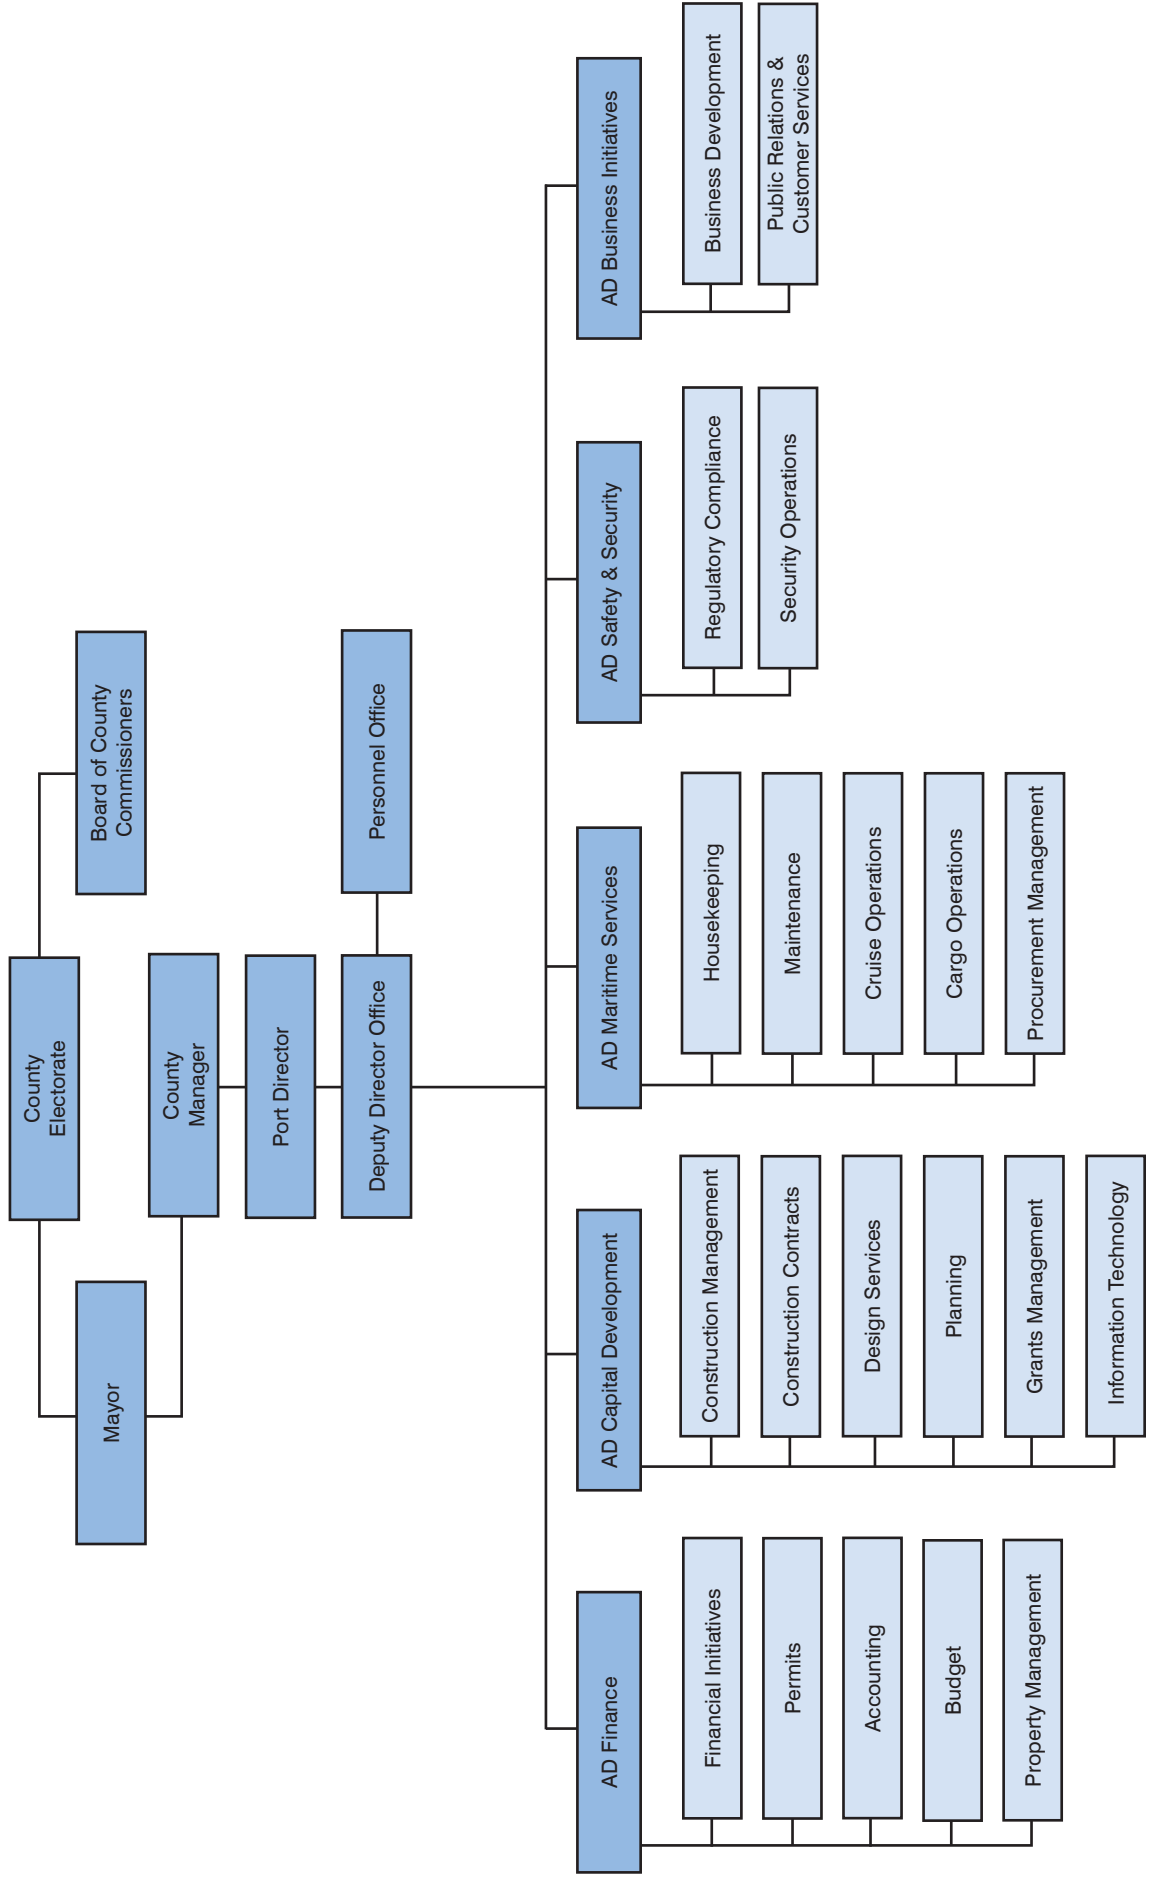 County
Electorate
Mayor
Board of County
Commissioners
County
Manager
Port Director
Deputy Director Office
Personnel Office
AD Finance
Financial Initiatives
Permits
Accounting
Budget
Property Management
AD Capital Development
Construction Management
Construction Contracts
Design Services
Planning
Grants Management
Information Technology
AD Maritime Services
Housekeeping
Maintenance
Cruise Operations
Cargo Operations
Procurement Management
AD Safety & Security
Regulatory Compliance
Security Operations
AD Business Initiatives
Business Development
Public Relations &
Customer Services